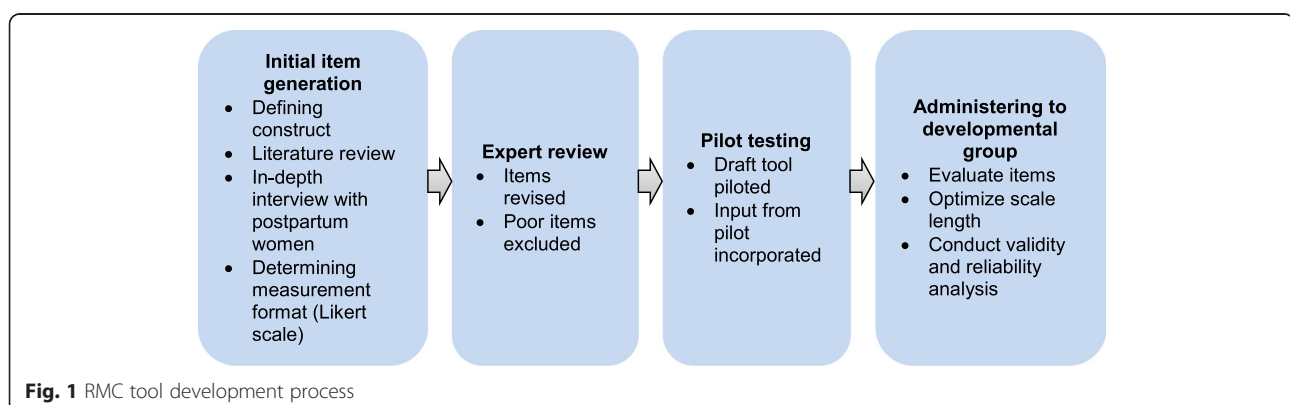 Initial item
generation
• Defining
construct
• Literature review
• In-depth
interview with
postpartum
women
• Determining
measurement
format (Likert
scale)
Expert review
• Items
revised
• Poor items
excluded
Pilot testing
• Draft tool
piloted
• Input from
pilot
incorporated
Administering to
developmental
group
• Evaluate items
• Optimize scale
length
• Conduct validity
and reliability
analysis
Fig. 1 RMC tool development process